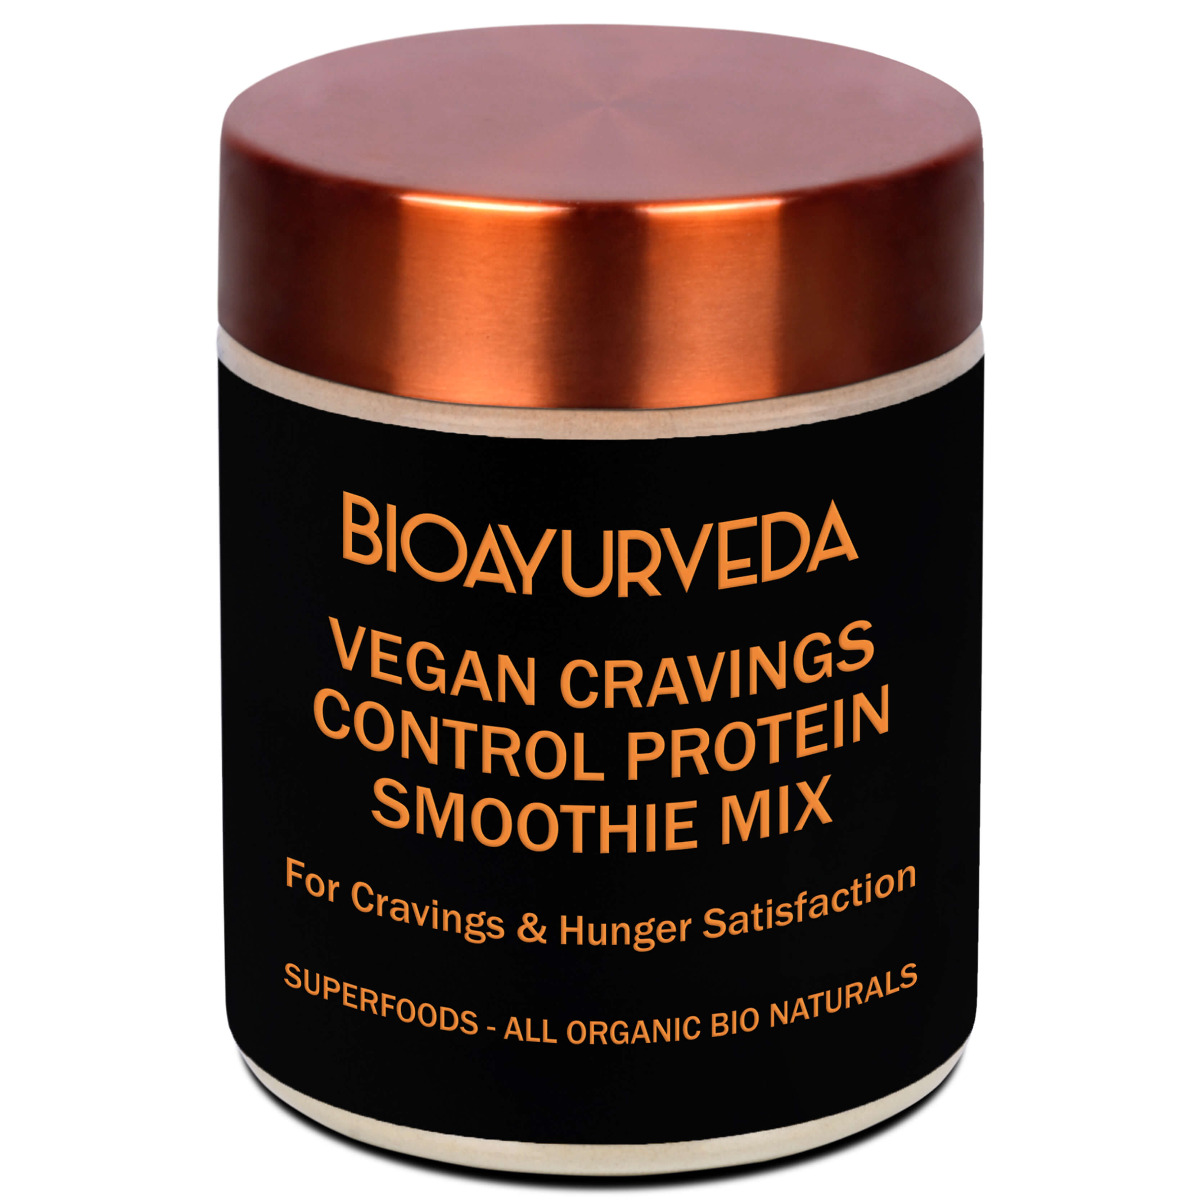 BIOAYURVEDA
VEGAN CRAVINGS
CONTROL PROTEIN
SMOOTHIE MIX
For Cravings & Hunger Satisfaction
SUPERFOODS - ALL ORGANIC BIO NATURALS